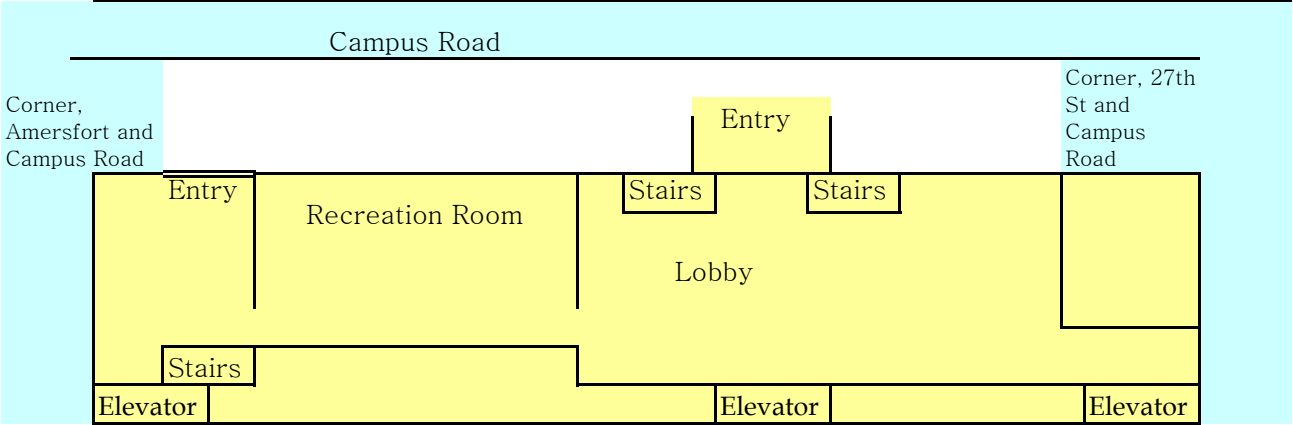 Campus Road
Corner,
Amersfort and
Campus Road
Corner, 27th
St and
Campus
Road
Entry
Entry
Stairs
Stairs
Recreation Room
Lobby
Stairs
Elevator
Elevator
Elevator